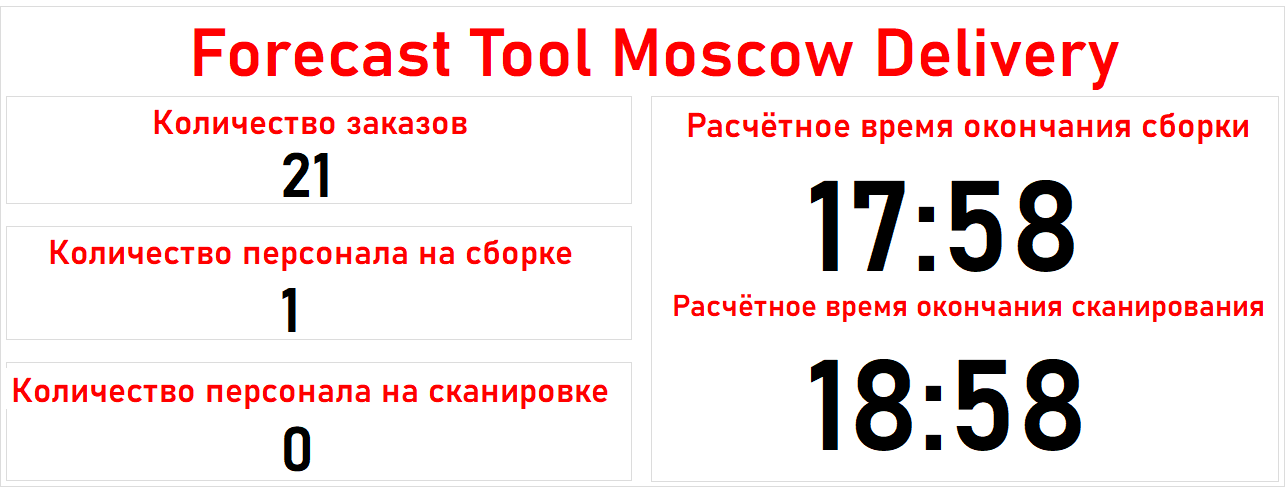 Forecast Tool Moscow Delivery
Количество заказов
21
Количество персонала на сборке
1
Количество персонала на сканировке
0
Расчётное время окончания сборки
17:58
Расчётное время окончания сканирования
18:58